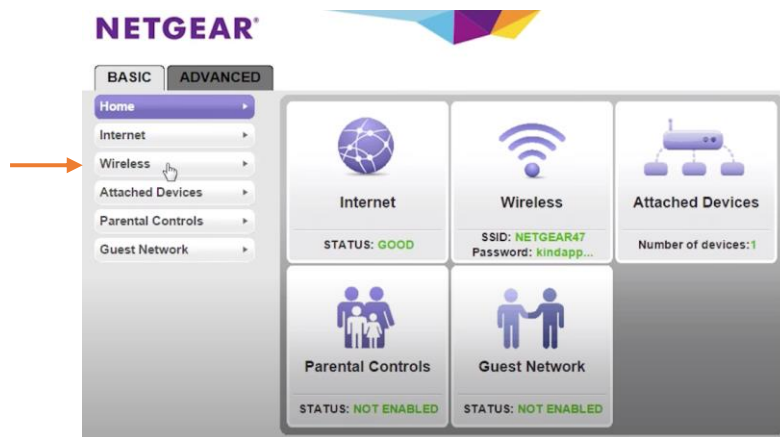 NETGEAR®
BASIC ADVANCED
Home
Internet
Wireless
Attached Devices
Parental Controls
Guest Network
Internet
STATUS: GOOD
Wireless
SSID: NETGEAR47
Password: kindapp...
Attached Devices
Number of devices:1
Parental Controls
STATUS: NOT ENABLED
Guest Network
STATUS: NOT ENABLED